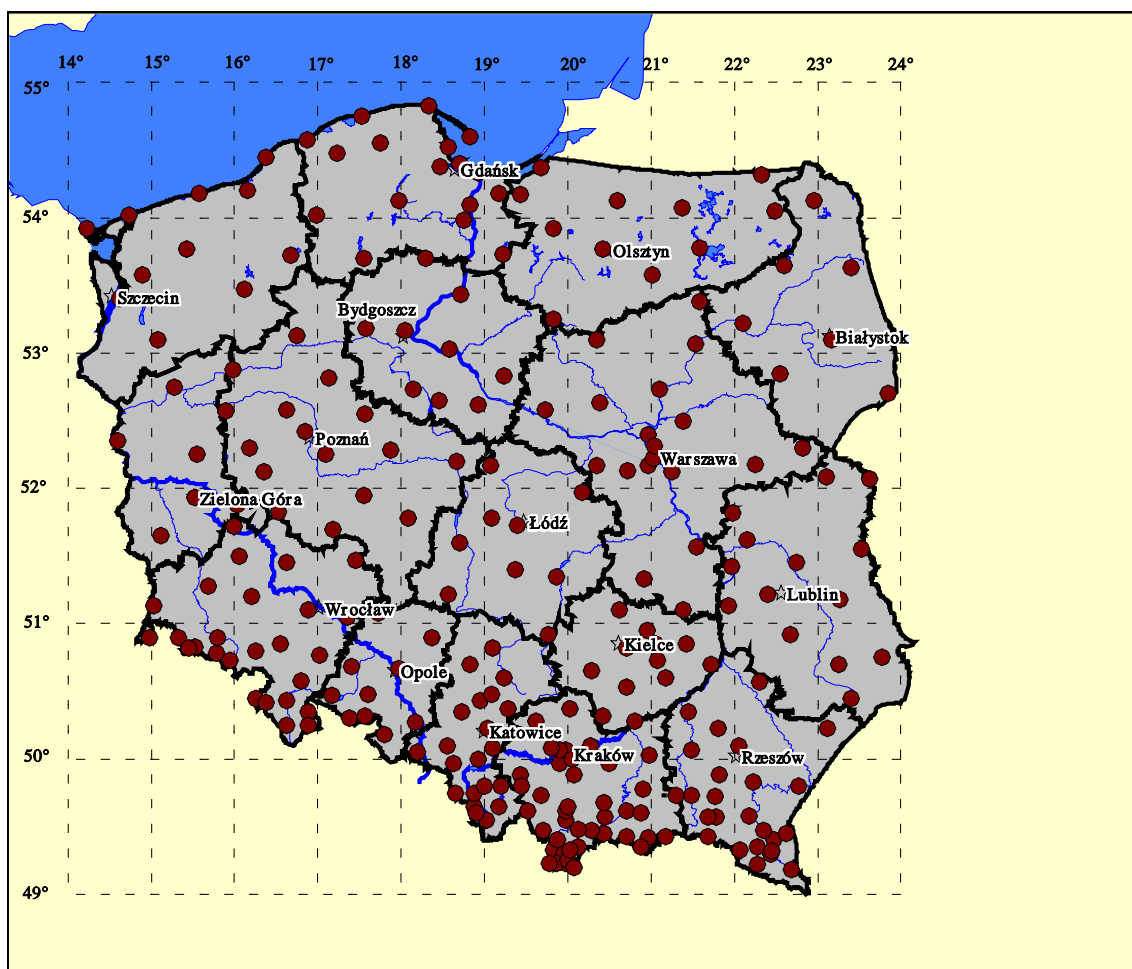 14° 15° 16° 17° 18° 19° 20° 21° 22° 23° 24°
55°
Gdańsk
54°
Olsztyn
Szczecin
Bydgoszcz
Białystok
53°
Poznań
Warszawa
52°
Zielona Góra
Łódź
Lublin
Wrocław
51°
Kielce
Opole
Katowice
Kraków
Rzeszów
50°
49°